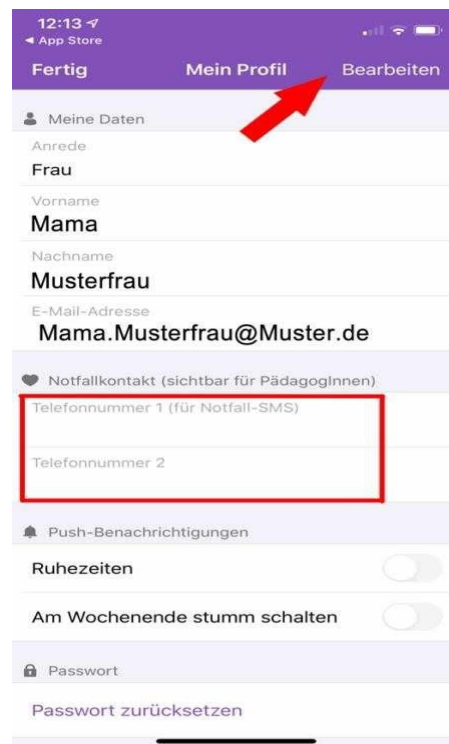 12:13
App Store
Fertig Mein Profil Bearbeiten
Meine Daten
Anrede
Frau
Vorname
Mama
Nachname
Musterfrau
E-Mail-Adresse
Mama.Musterfrau@Muster.de
Notfallkontakt (sichtbar für PädagogInnen)
Telefonnummer 1 (für Notfall-SMS)
Telefonnummer 2
Push-Benachrichtigungen
Ruhezeiten
Am Wochenende stumm schalten
Passwort
Passwort zurücksetzen